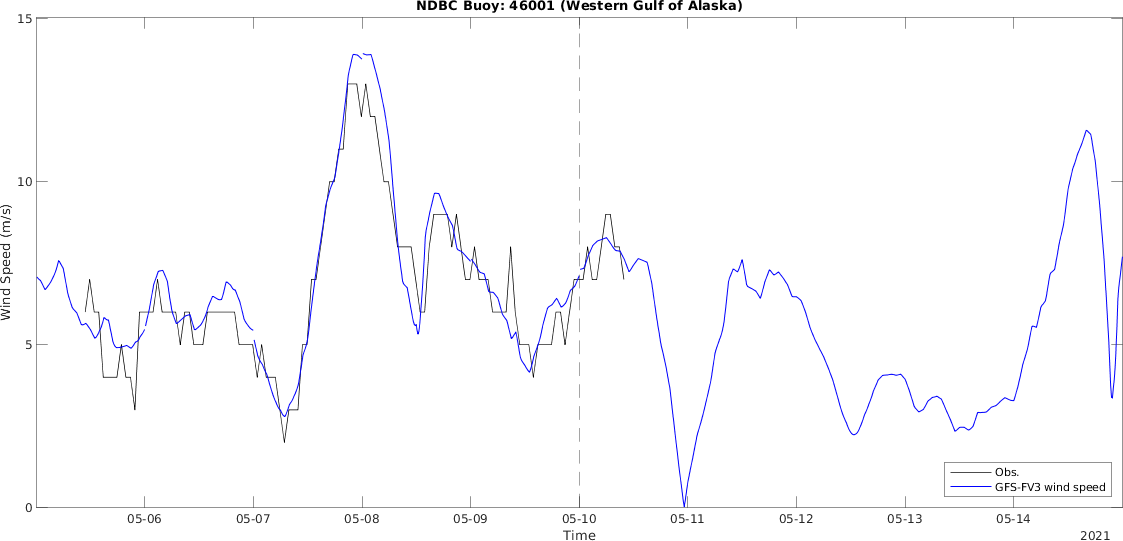 NDBC Buoy: 46001 (Western Gulf of Alaska)
15
10
5
0
Wind Speed (m/s)
05-06 05-07 05-08 05-09 05-10 05-11 05-12 05-13 05-14
Time
2021
Obs.
GFS-FV3 wind speed